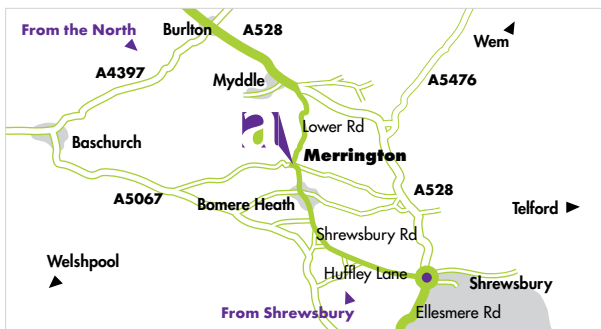 Burlton
A528
From the North
Wem
A4397
A5476
Myddle
a
Lower Rd
Baschurch
Merrington
A5067
A528
Bomere Heath
Telford
Shrewsbury Rd
Welshpool
Huffley Lane
Shrewsbury
From Shrewsbury
Ellesmere Rd